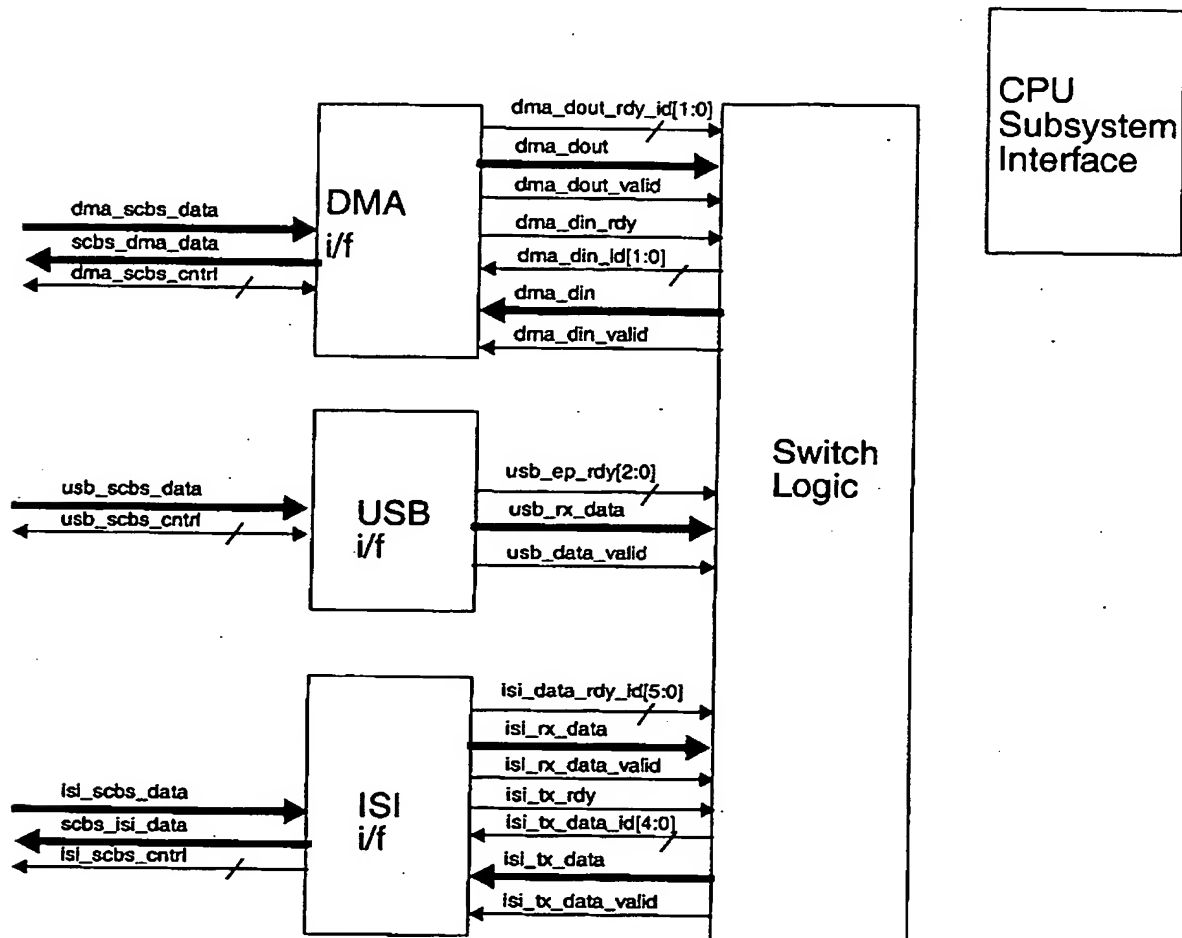 CPU
Subsystem
Interface
dma_dout_rdy_id[1:0]
dma_dout
dma_dout_valid
dma_din_rdy
dma_din_id[1:0]
dma_din
dma_din_valid
DMA
i/f
dma_scbs_data
scbs_dma_data
dma_scbs_cntrl
Switch
Logic
usb_ep_rdy[2:0]
usb_rx_data
usb_data_valid
USB
i/f
usb_scbs_data
usb_scbs_cntrl
isi_data_rdy_id[5:0]
isi_rx_data
isi_rx_data_valid
isi_tx_rdy
isi_tx_data_id[4:0]
isi_tx_data
isi_tx_data_valid
ISI
i/f
isi_scbs_data
scbs_isi_data
isi_scbs_cntrl